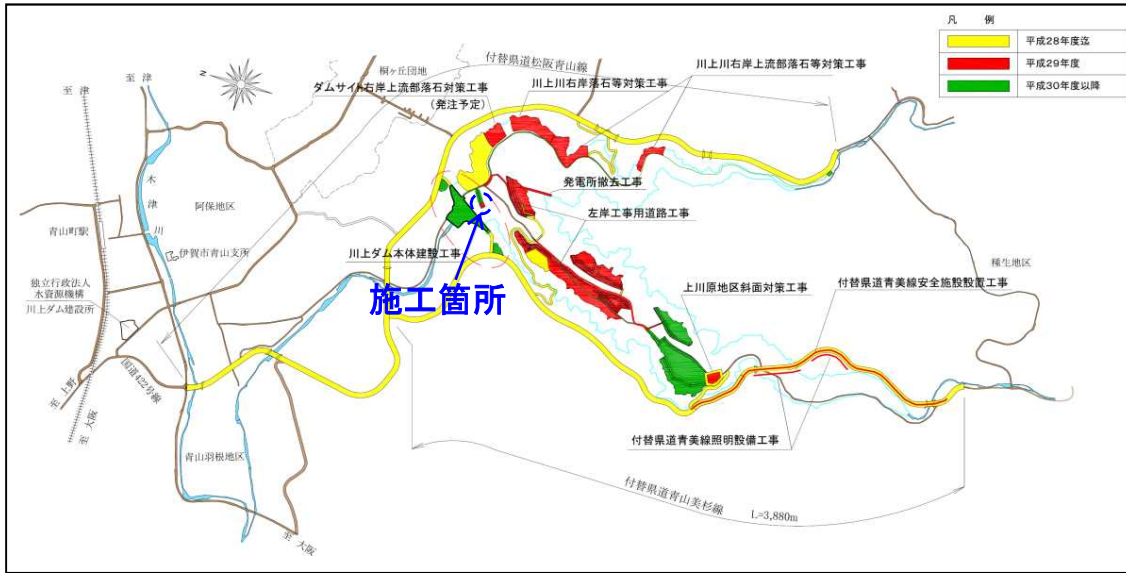 凡 例
平成28年度迄
平成29年度
平成30年度以降
付替県道松阪青山線
桐ヶ丘団地
ダムサイト右岸上流部落石対策工事
(発注予定)
川上川右岸落石等対策工事
川上川右岸上流部落石等対策工事
至 津
至 津
N
木
津
川
阿保地区
青山町駅
伊賀市青山支所
独立行政法人
水資源機構
川上ダム建設所
発電所撤去工事
左岸工事用道路工事
川上ダム本体建設工事
施工箇所
種生地区
上川原地区斜面対策工事
付替県道青美線安全施設設置工事
国道422号線
至 上野
至 大阪
青山羽根地区
付替県道青美線照明設備工事
付替県道青山美杉線 L=3,880m
至 大阪